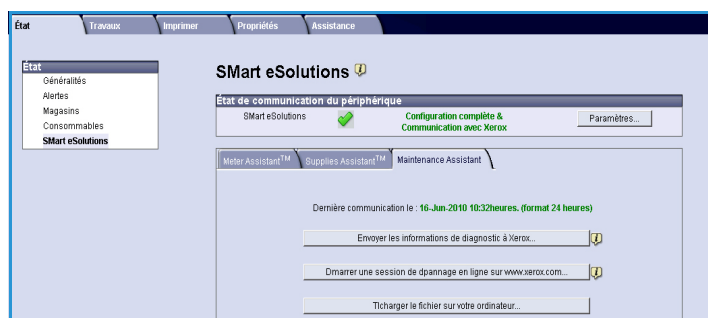 État Travaux Imprimer Propriétés Assistance
État
Généralités
Alertes
Magasins
Consommables
SMart eSolutions
SMart eSolutions
État de communication du périphérique
SMart eSolutions
Configuration complète &
Communication avec Xerox
Paramètres...
Meter Assistant™ Supplies Assistant™ Maintenance Assistant
Dernière communication le : 16-Jun-2010 10:32heures. (format 24 heures)
Envoyer les informations de diagnostic à Xerox...
Dmarrer une session de dpannage en ligne sur www.xerox.com...
Tlcharger le fichier sur votre ordinateur...